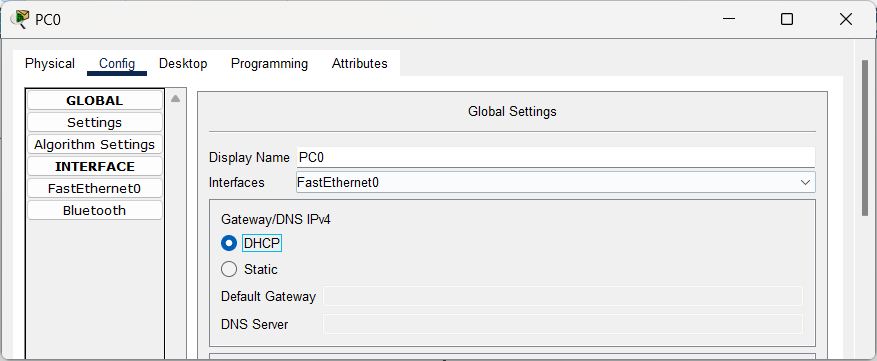 PC0
Physical Config Desktop Programming Attributes
GLOBAL
Settings
Algorithm Settings
INTERFACE
FastEthernet0
Bluetooth
Global Settings
Display Name PC0
Interfaces FastEthernet0
Gateway/DNS IPv4
DHCP
Static
Default Gateway
DNS Server